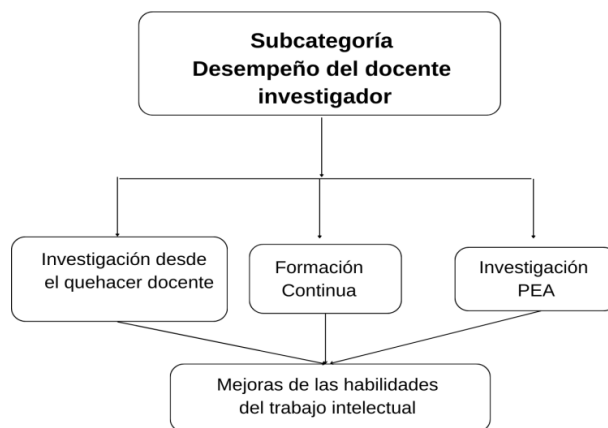 Subcategoría
Desempeño del docente
investigador
Investigación desde
el quehacer docente
Formación
Continua
Investigación
PEA
Mejoras de las habilidades
del trabajo intelectual